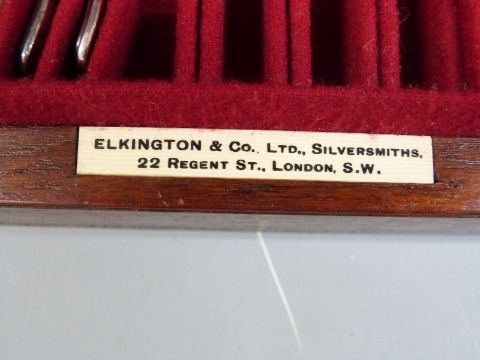 ELKINGTON & CO. LTD., SILVERSMITHS,
22 REGENT ST., LONDON, S.W.